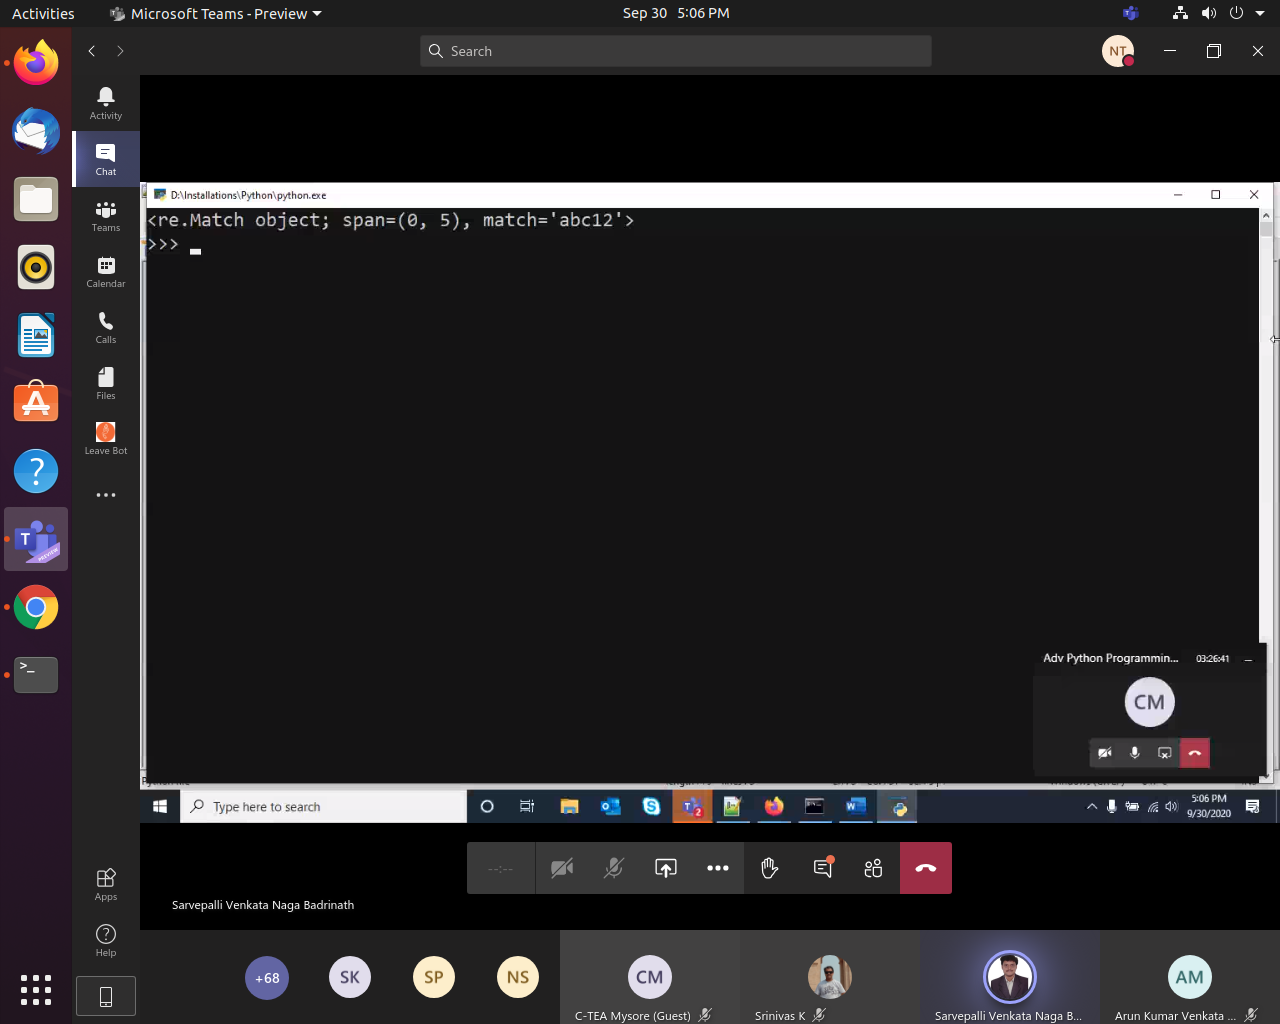 Activities
Microsoft Teams - Preview
Sep 30 5:06 PM
Search
NT
Activity
Chat
Teams
Calendar
Calls
Files
Leave Bot
Apps
Help
D:\Installations\Python\python.exe
<re.Match object; span=(0, 5), match='abc12'>
>>>
Adv Python Programmin...
03:26:41
CM
Type here to search
2
5:06 PM
9/30/2020
--:--
Sarvepalli Venkata Naga Badrinath
+68
SK
SP
NS
CM
AM
C-TEA Mysore (Guest)
Srinivas K
Sarvepalli Venkata Naga B...
Arun Kumar Venkata ...
T
PREVIEW
>_